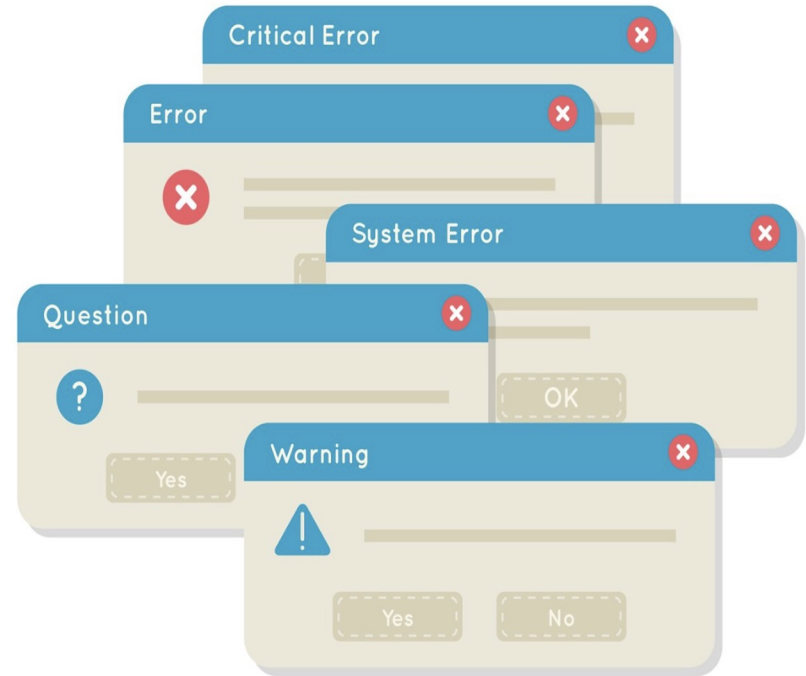 Critical Error
Error
System Error
Question
?
OK
Yes
Warning
!
Yes No